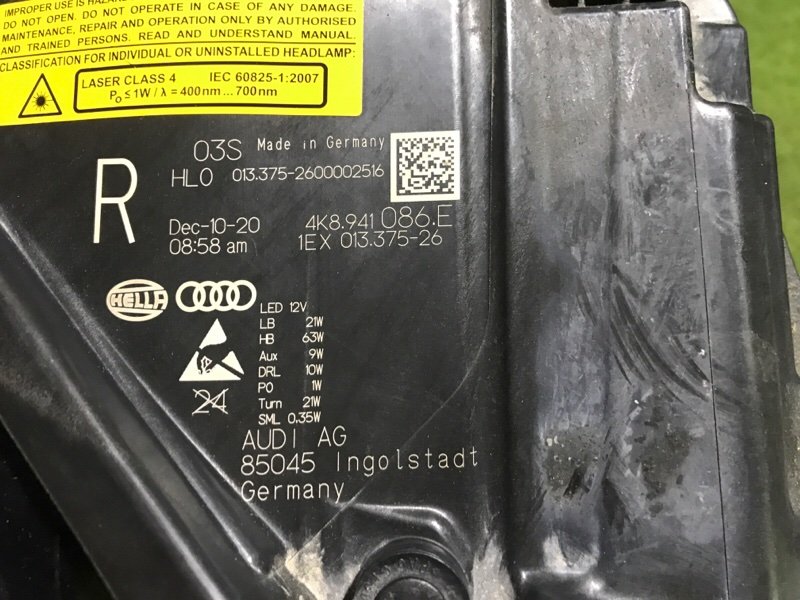 IMPROPER USE IS HAZARD
DO NOT OPEN. DO NOT OPERATE IN CASE OF ANY DAMAGE.
MAINTENANCE, REPAIR AND OPERATION ONLY BY AUTHORISED
AND TRAINED PERSONS. READ AND UNDERSTAND MANUAL.
CLASSIFICATION FOR INDIVIDUAL OR UNINSTALLED HEADLAMP:
LASER CLASS 4 IEC 60825-1:2007
Po ≤ 1W / λ = 400nm ... 700nm
R
03S Made in Germany
HLO 013.375-2600002516
Dec-10-20 4K8.941 086.E
08:58 am 1EX 013.375-26
HELLA
LED 12V
LB 21W
HB 63W
Aux 9W
DRL 10W
PO 1W
Turn 21W
SML 0.35W
24
AUDI AG
85045 Ingolstadt
Germany